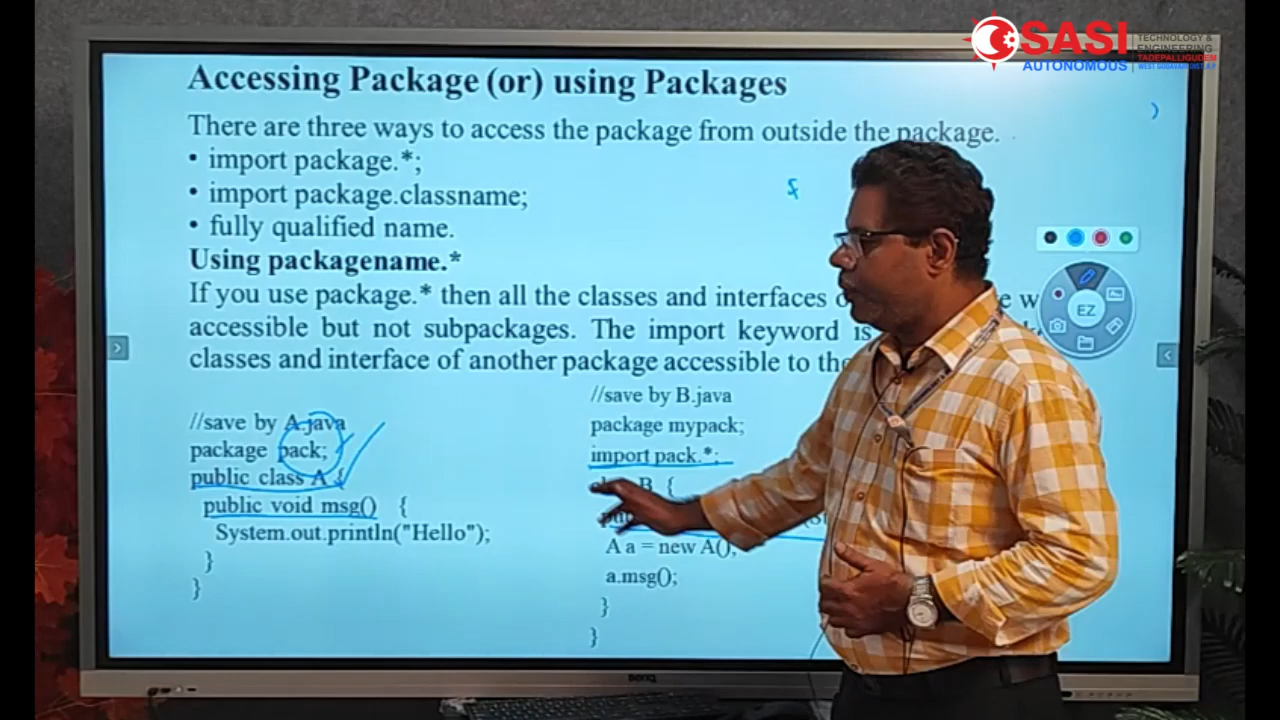 SASI
TECHNOLOGY &
ENGINEERING
TADEPALLIGUDEM
AUTONOMOUS
Accessing Package (or) using Packages
There are three ways to access the package from outside the package.
• import package.*;
• import package.classname;
• fully qualified name.
Using packagename.*
If you use package.* then all the classes and interfaces
accessible but not subpackages. The import keyword is
classes and interface of another package accessible to the
EZ
//save by A.java
package pack;
public class A {
public void msg() {
System.out.println("Hello");
}
}
//save by B.java
package mypack;
import pack.*;
B {
A a = new A();
a.msg();
}
}
BenQ